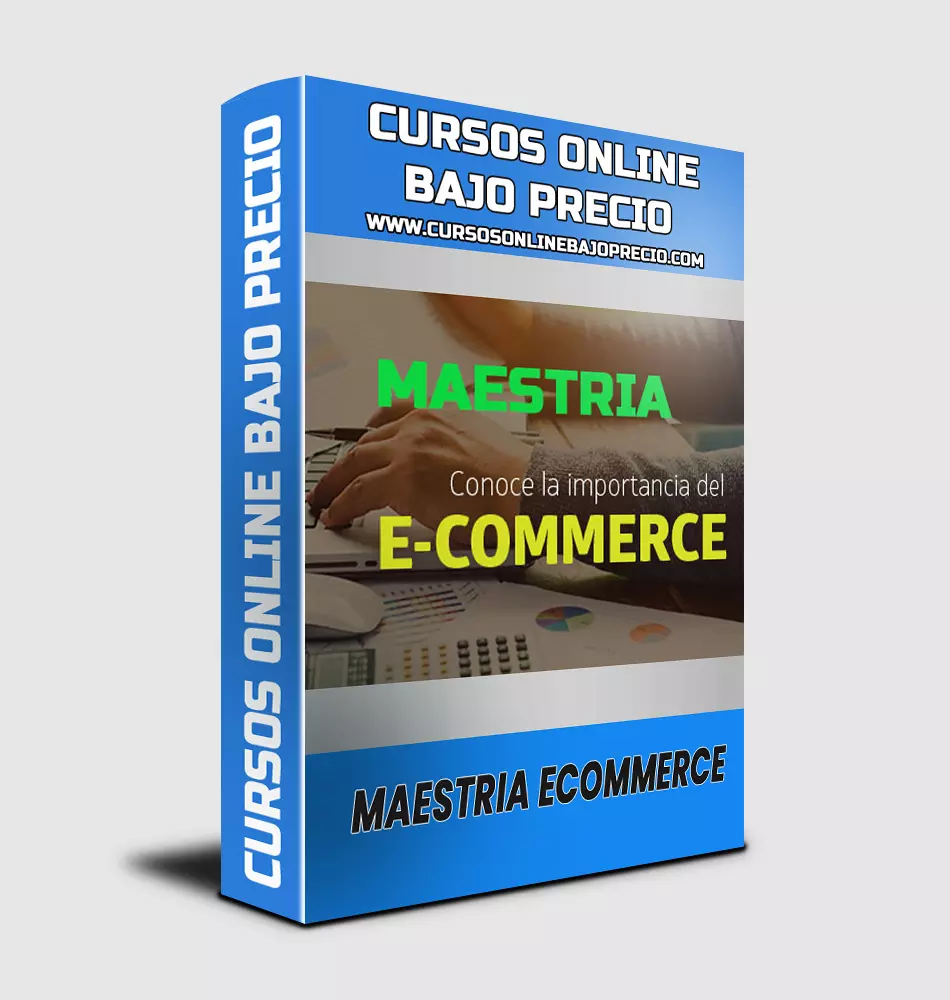 CURSOS ONLINE BAJO PRECIO
CURSOS ONLINE
BAJO PRECIO
WWW.CURSOSONLINEBAJOPRECIO.COM
MAESTRIA
Conoce la importancia del
E-COMMERCE
MAESTRIA ECOMMERCE